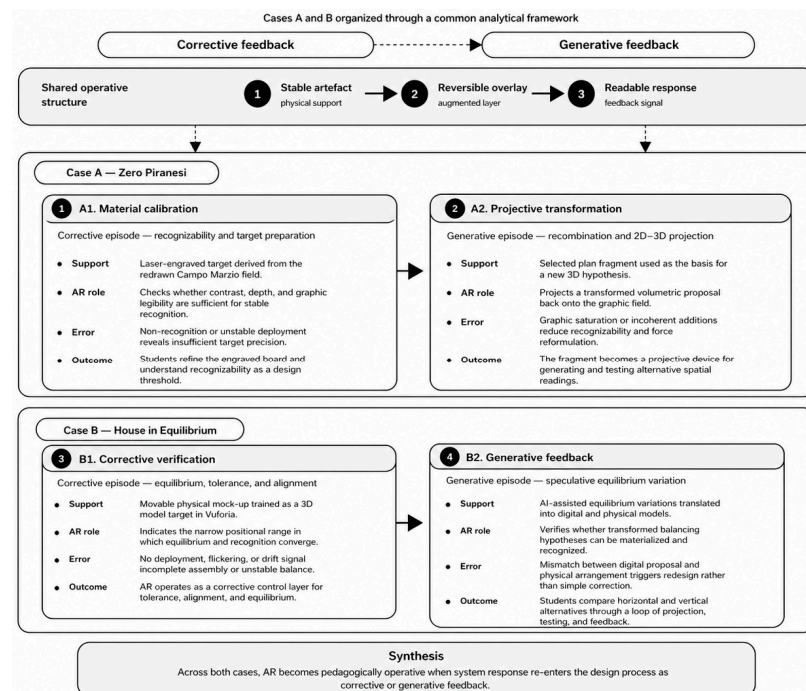 Cases A and B organized through a common analytical framework
Corrective feedback
Generative feedback
Shared operative
structure
1
Stable artefact
physical support
2
Reversible overlay
augmented layer
3
Readable response
feedback signal
Case A — Zero Piranesi
1 A1. Material calibration
Corrective episode — recognizability and target preparation
• Support
Laser-engraved target derived from the
redrawn Campo Marzio field.
• AR role
Checks whether contrast, depth, and graphic
legibility are sufficient for stable
recognition.
• Error
Non-recognition or unstable deployment
reveals insufficient target precision.
• Outcome
Students refine the engraved board and
understand recognizability as a design
threshold.
2 A2. Projective transformation
Generative episode — recombination and 2D–3D projection
• Support
Selected plan fragment used as the basis for
a new 3D hypothesis.
• AR role
Projects a transformed volumetric proposal
back onto the graphic field.
• Error
Graphic saturation or incoherent additions
reduce recognizability and force
reformulation.
• Outcome
The fragment becomes a projective device for
generating and testing alternative spatial
readings.
Case B — House in Equilibrium
3 B1. Corrective verification
Corrective episode — equilibrium, tolerance, and alignment
• Support
Movable physical mock-up trained as a 3D
model target in Vuforia.
• AR role
Indicates the narrow positional range in
which equilibrium and recognition converge.
• Error
No deployment, flickering, or drift signal
incomplete assembly or unstable balance.
• Outcome
AR operates as a corrective control layer for
tolerance, alignment, and equilibrium.
4 B2. Generative feedback
Generative episode — speculative equilibrium variation
• Support
AI-assisted equilibrium variations translated
into digital and physical models.
• AR role
Verifies whether transformed balancing
hypotheses can be materialized and
recognized.
• Error
Mismatch between digital proposal and
physical arrangement triggers redesign rather
than simple correction.
• Outcome
Students compare horizontal and vertical
alternatives through a loop of projection,
testing, and feedback.
Synthesis
Across both cases, AR becomes pedagogically operative when system response re-enters the design process as
corrective or generative feedback.